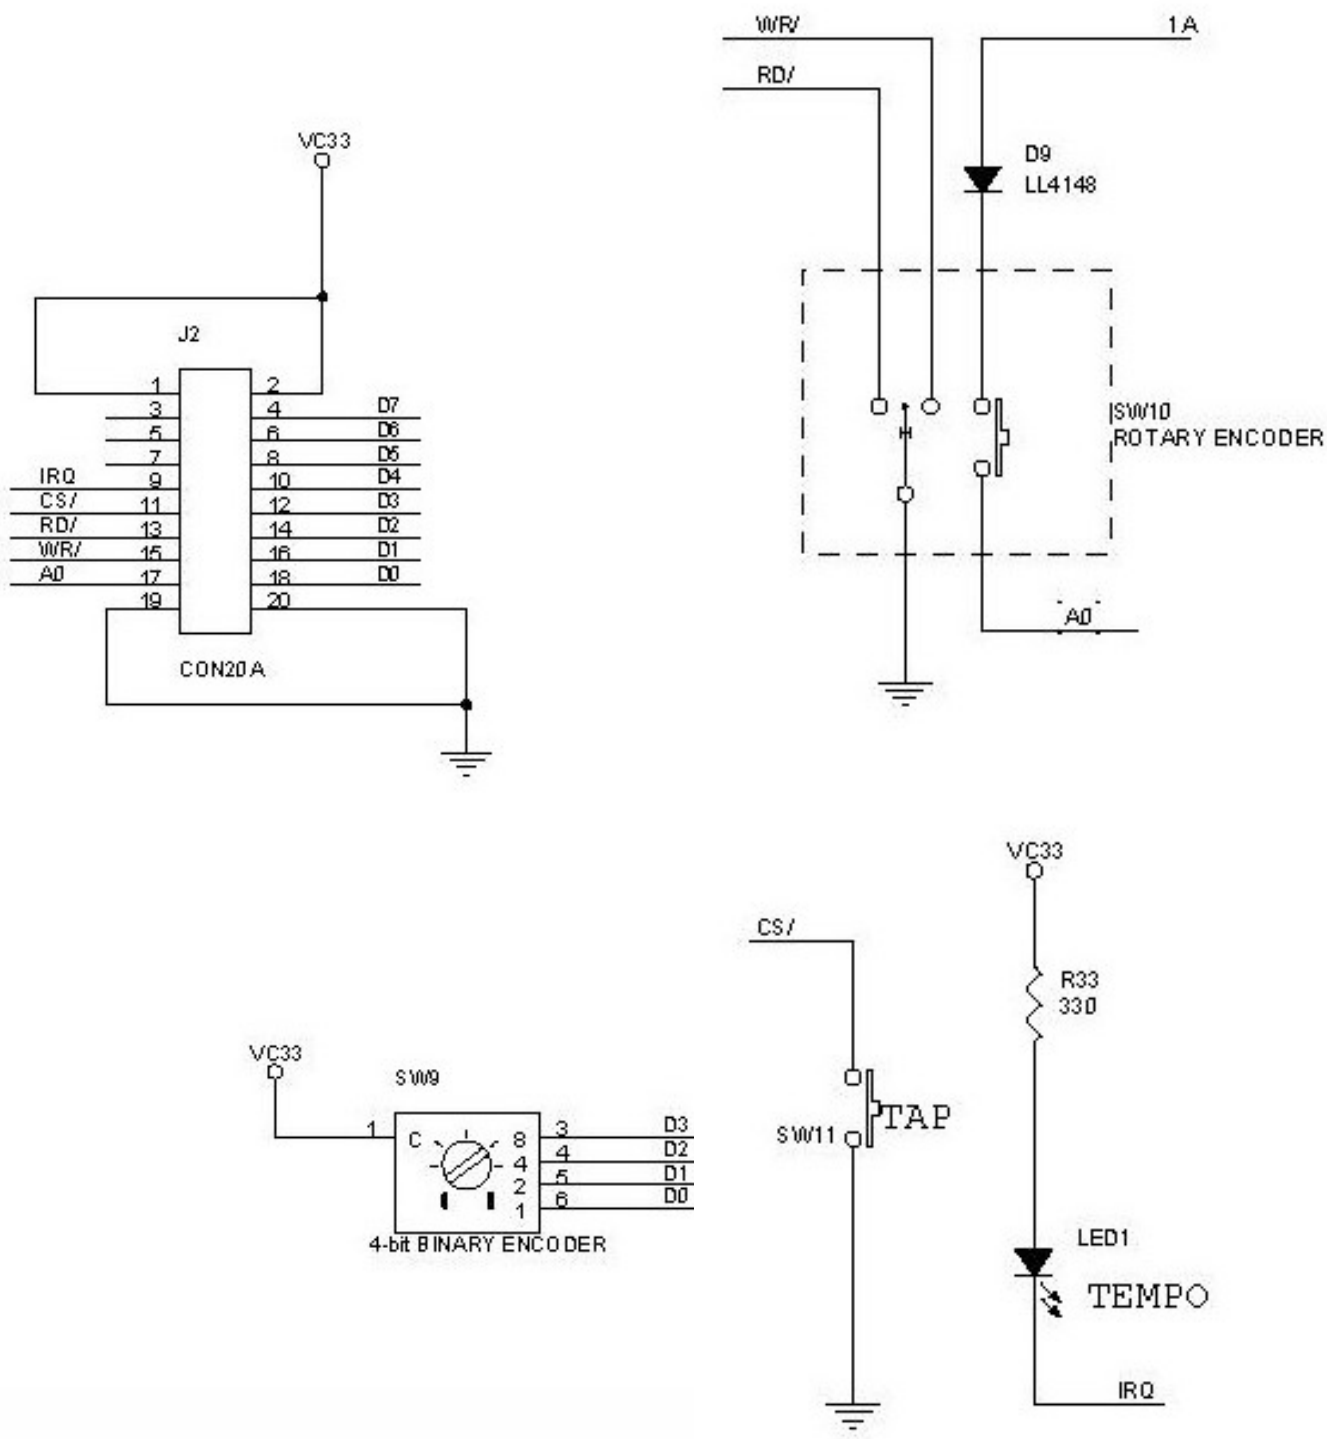 WR/
1A
RD/
VC33
D9
LL4148
J2
1 2
3 4 D7
5 6 D6
7 8 D5
IRQ 9 10 D4
CS/ 11 12 D3
RD/ 13 14 D2
WR/ 15 16 D1
A0 17 18 D0
19 20
CON20A
SW10
ROTARY ENCODER
A0
VC33
CS/
R33
330
VC33
SW9
1 C 8 3 D3
4 4 D2
2 5 D1
1 6 D0
4-bit BINARY ENCODER
TAP
SW11
LED1
TEMPO
IRQ